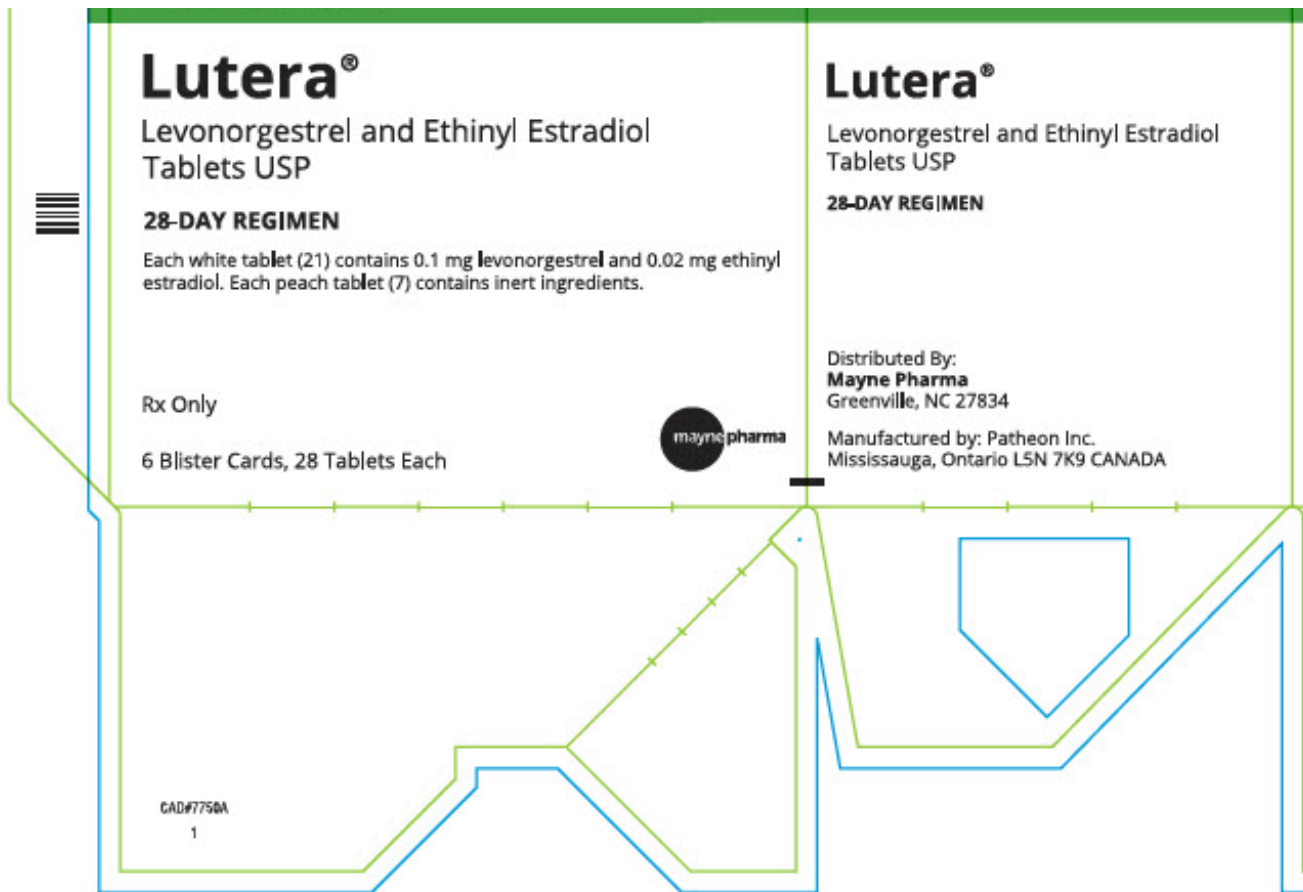 Lutera®
Levonorgestrel and Ethinyl Estradiol
Tablets USP
28-DAY REGIMEN
Each white tablet (21) contains 0.1 mg levonorgestrel and 0.02 mg ethinyl
estradiol. Each peach tablet (7) contains inert ingredients.
Rx Only
6 Blister Cards, 28 Tablets Each
maynepharma
Lutera®
Levonorgestrel and Ethinyl Estradiol
Tablets USP
28-DAY REGIMEN
Distributed By:
Mayne Pharma
Greenville, NC 27834
Manufactured by: Patheon Inc.
Mississauga, Ontario L5N 7K9 CANADA
CAD#7750A
1